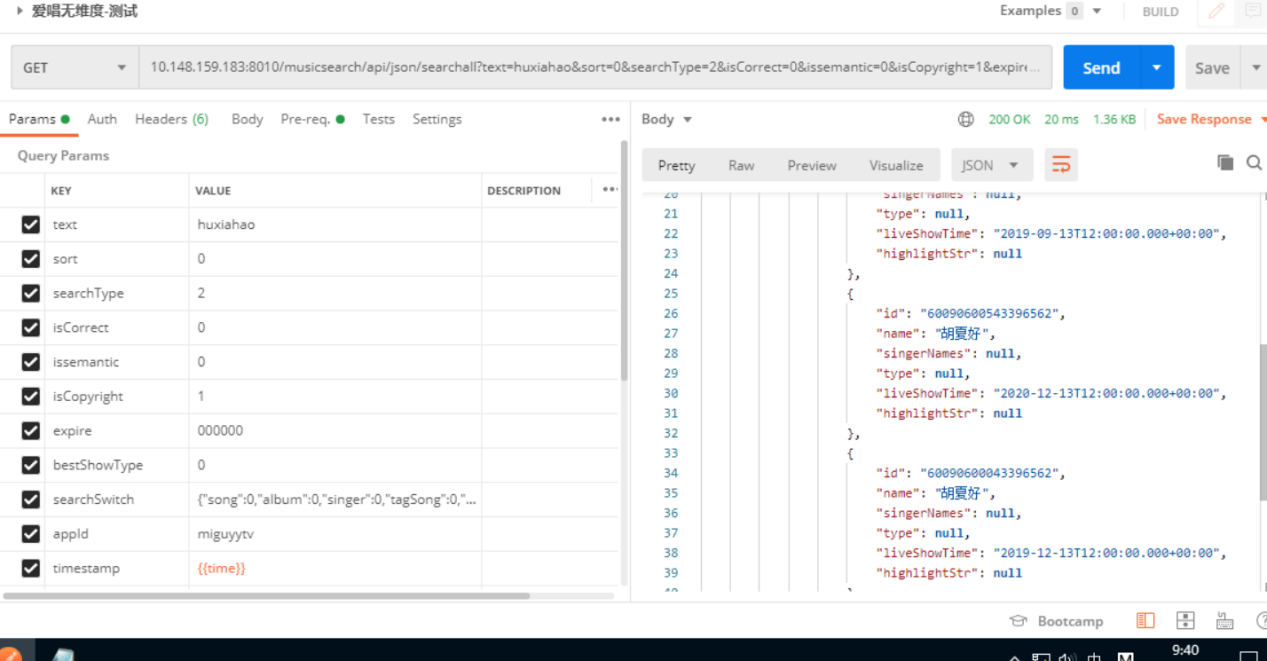 爱唱无维度-测试
Examples 0
BUILD
GET
10.148.159.183:8010/musicsearch/api/json/searchall?text=huxiahao&sort=0&searchType=2&isCorrect=0&issemantic=0&isCopyright=1&expire...
Send
Save
Params
Auth
Headers (6)
Body
Pre-req.
Tests
Settings
Query Params
KEY VALUE DESCRIPTION
text huxiahao
sort 0
searchType 2
isCorrect 0
issemantic 0
isCopyright 1
expire 000000
bestShowType 0
searchSwitch {"song":0,"album":0,"singer":0,"tagSong":0,"...
appId miguyytv
timestamp {{time}}
Body
200 OK 20 ms 1.36 KB Save Response
Pretty Raw Preview Visualize JSON
20 "singerNames": null,
21 "type": null,
22 "liveShowTime": "2019-09-13T12:00:00.000+00:00",
23 "highlightStr": null
24 },
25 {
26 "id": "60090600543396562",
27 "name": "胡夏好",
28 "singerNames": null,
29 "type": null,
30 "liveShowTime": "2020-12-13T12:00:00.000+00:00",
31 "highlightStr": null
32 },
33 {
34 "id": "60090600043396562",
35 "name": "胡夏好",
36 "singerNames": null,
37 "type": null,
38 "liveShowTime": "2019-12-13T12:00:00.000+00:00",
39 "highlightStr": null
Bootcamp
中 M
9:40